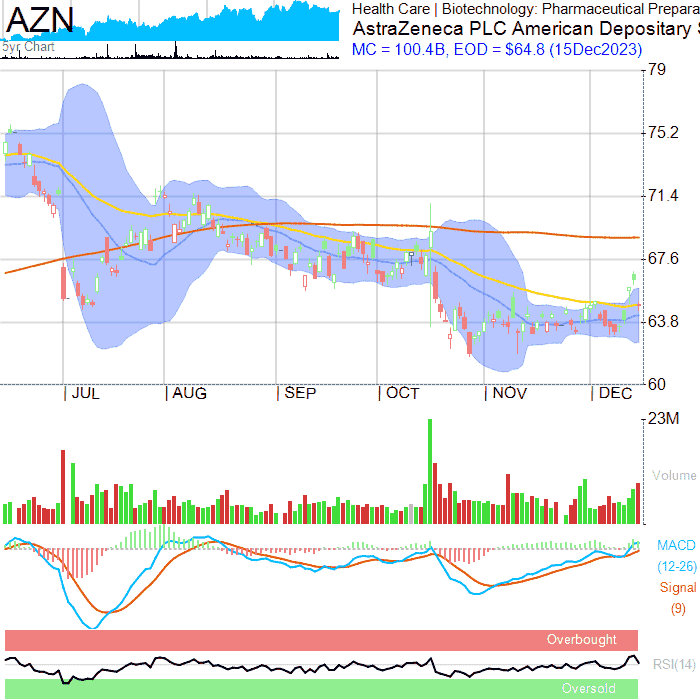 AZN
5yr Chart
Health Care | Biotechnology: Pharmaceutical Prepara
AstraZeneca PLC American Depositary S
MC = 100.4B, EOD = $64.8 (15Dec2023)
79
75.2
71.4
67.6
63.8
60
JUL AUG SEP OCT NOV DEC
23M
Volume
MACD
(12-26)
Signal
(9)
Overbought
RSI(14)
Oversold